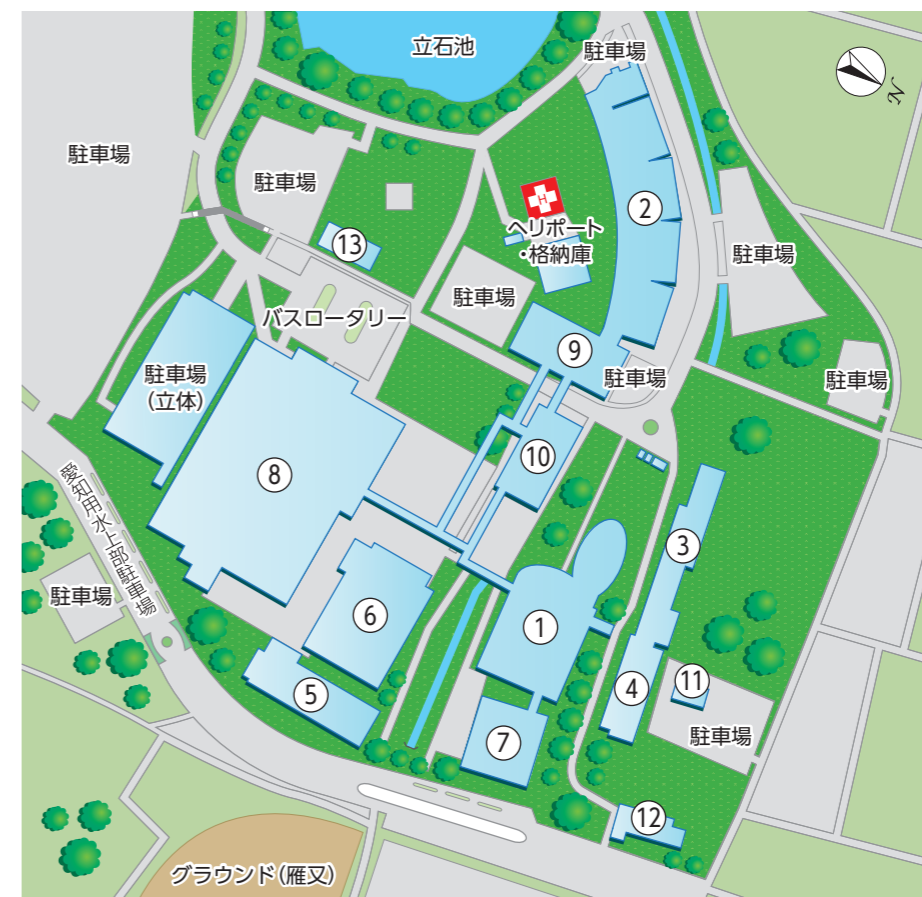 立石池
駐車場
N
駐車場
駐車場
H
②
ヘリポート
・格納庫
⑬
駐車場
駐車場
バスロータリー
⑨
駐車場
（立体）
駐車場
駐車場
⑩
⑧
愛知用水上部駐車場
③
駐車場
⑥
①
⑤
④
⑪
駐車場
⑦
⑫
グラウンド（雁又）